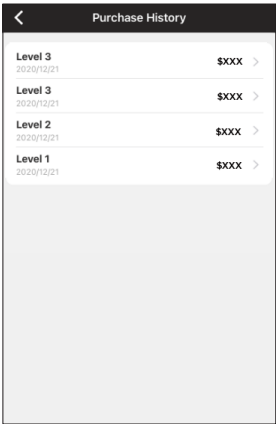 Purchase History
Level 3 $XXX
2020/12/21
Level 3 $XXX
2020/12/21
Level 2 $XXX
2020/12/21
Level 1 $XXX
2020/12/21